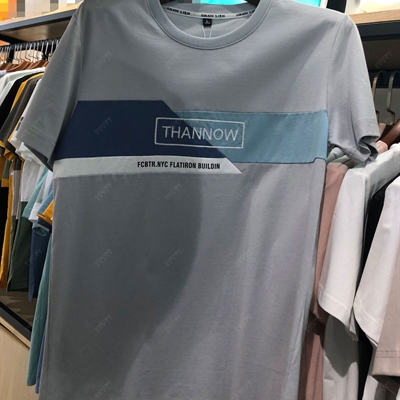 THANNOW
FCBTR.NYC FLATIRON BUILDIN